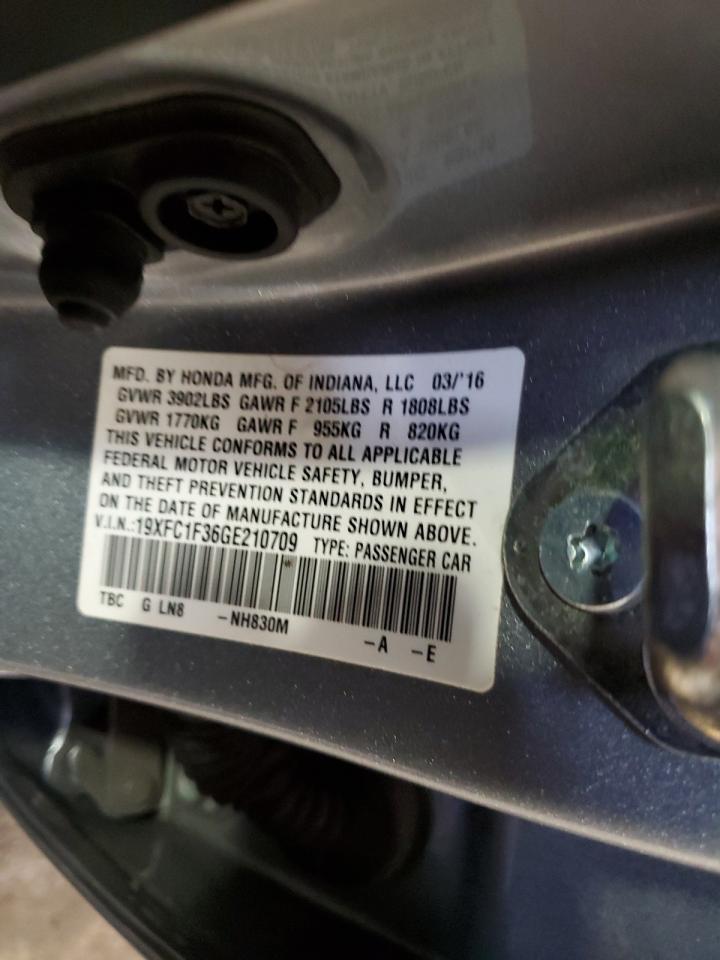 MFD. BY HONDA MFG. OF INDIANA, LLC 03/'16
GVWR 3902LBS GAWR F 2105LBS R 1808LBS
GVWR 1770KG GAWR F 955KG R 820KG
THIS VEHICLE CONFORMS TO ALL APPLICABLE
FEDERAL MOTOR VEHICLE SAFETY, BUMPER,
AND THEFT PREVENTION STANDARDS IN EFFECT
ON THE DATE OF MANUFACTURE SHOWN ABOVE.
V.I.N.:19XFC1F36GE210709 TYPE: PASSENGER CAR
TBC G LN8 -NH830M -A -E